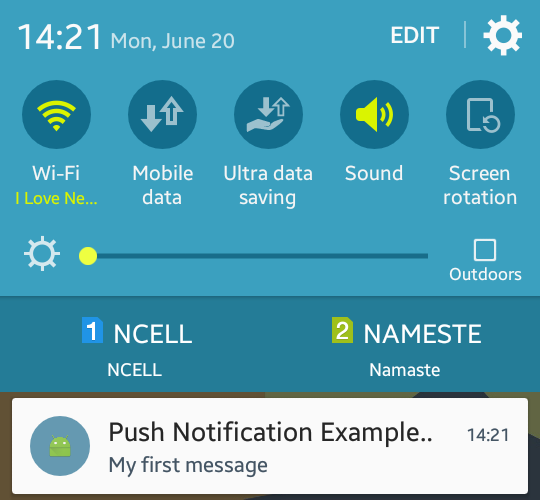 14:21 Mon, June 20 EDIT
Wi-Fi Mobile data Ultra data saving Sound Screen rotation
I Love Ne...
Outdoors
1 NCELL 2 NAMESTE
NCELL Namaste
Push Notification Example.. 14:21
My first message